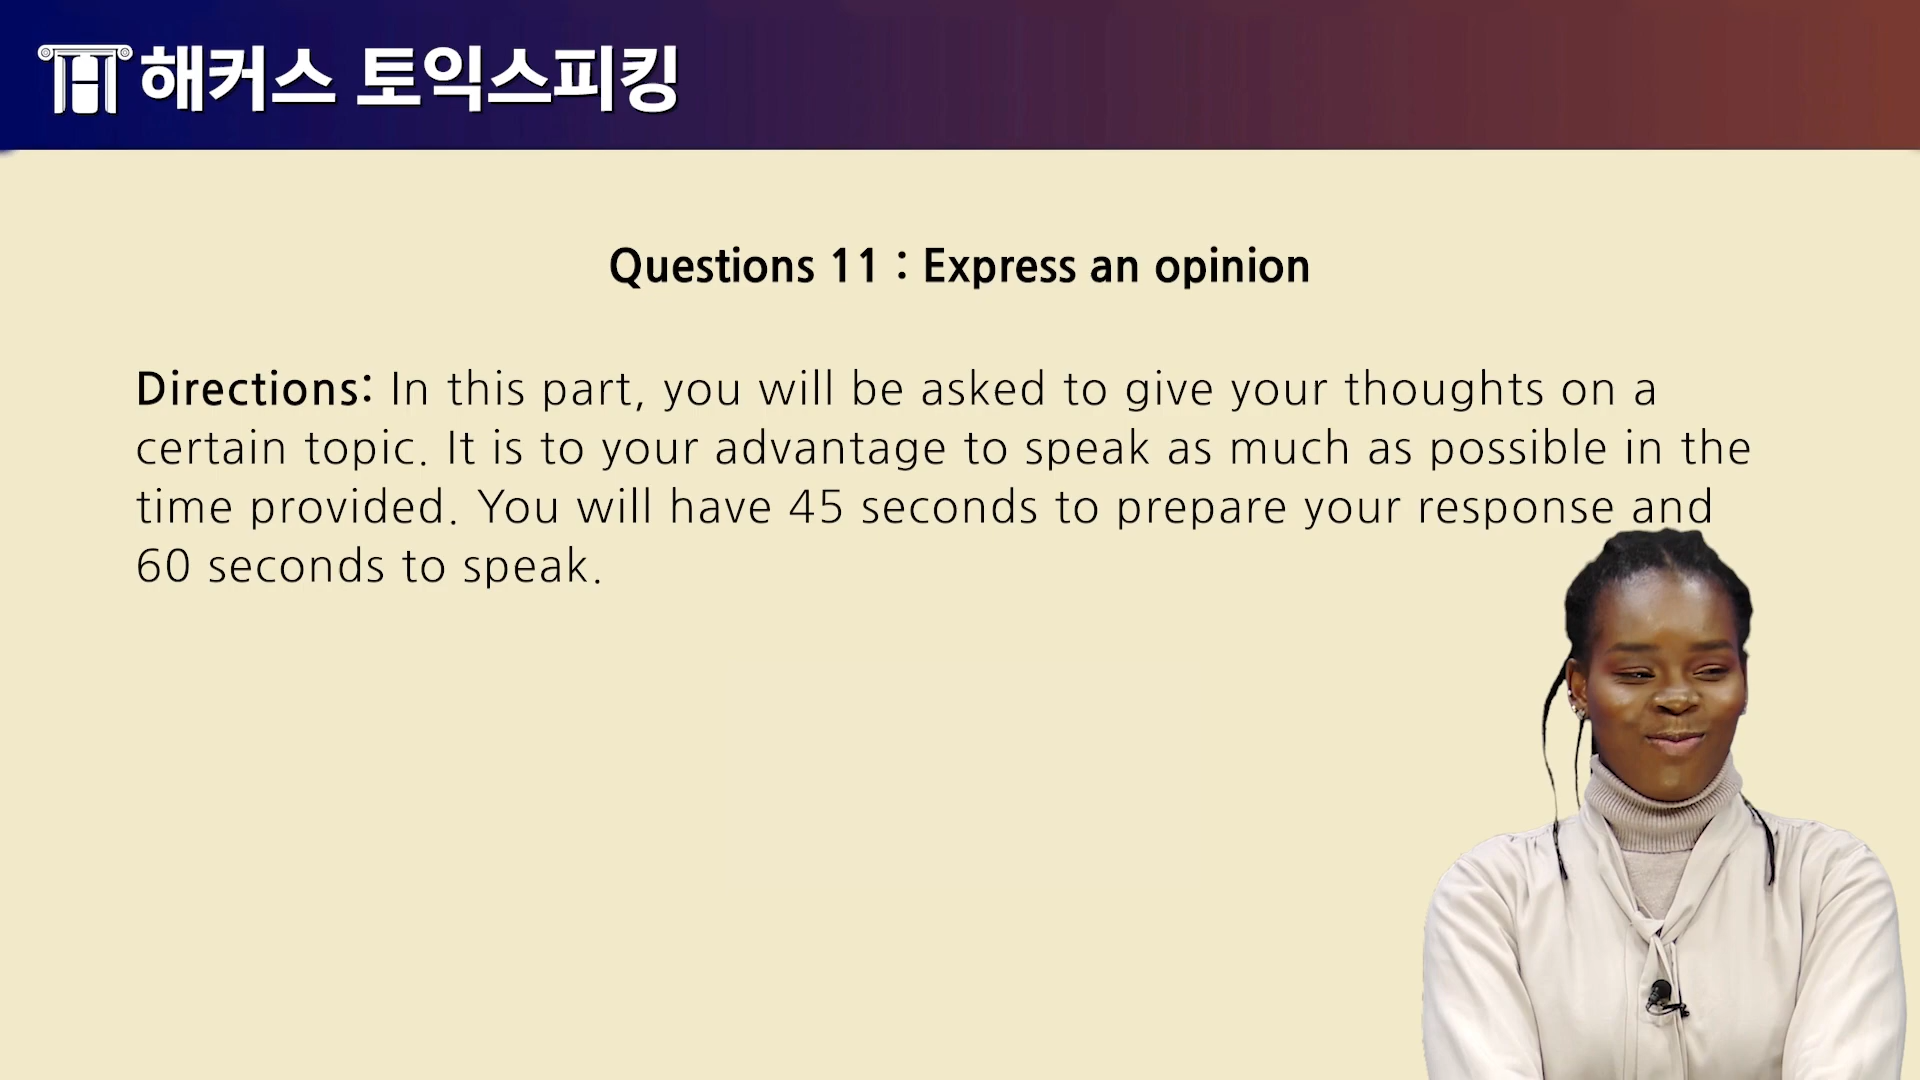 해커스 토익스피킹
Questions 11 : Express an opinion
Directions: In this part, you will be asked to give your thoughts on a
certain topic. It is to your advantage to speak as much as possible in the
time provided. You will have 45 seconds to prepare your response and
60 seconds to speak.